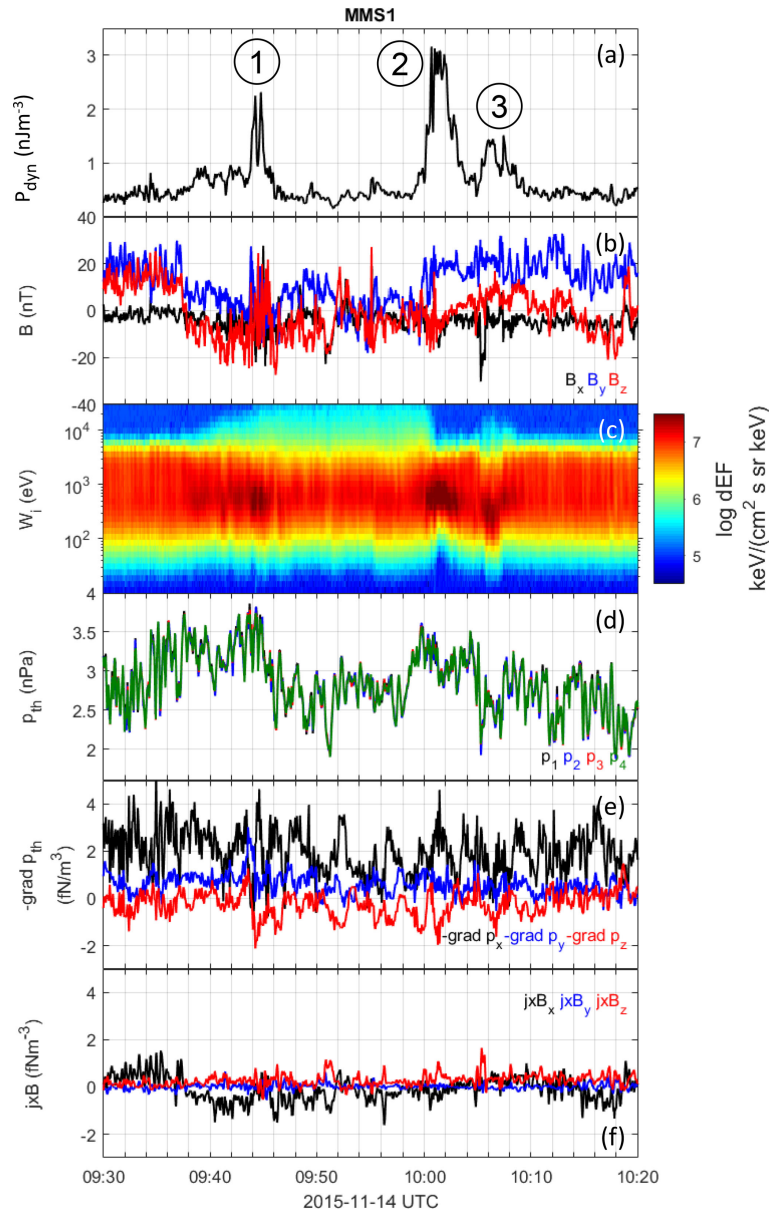 MMS1
P_dyn (nJm⁻³)
3
2
1
1
2
3
(a)
B (nT)
40
20
0
-20
-40
(b)
B_x B_y B_z
W_i (eV)
10⁴
10³
10²
(c)
7
6
5
log dEF
keV/(cm² s sr keV)
p_th (nPa)
4
3.5
3
2.5
2
(d)
p_1 p_2 p_3 p_4
-grad p_th
(fN/m³)
4
2
0
-2
(e)
-grad p_x -grad p_y -grad p_z
jxB (fNm⁻³)
4
2
0
-2
jxB_x jxB_y jxB_z
(f)
09:30 09:40 09:50 10:00 10:10 10:20
2015-11-14 UTC